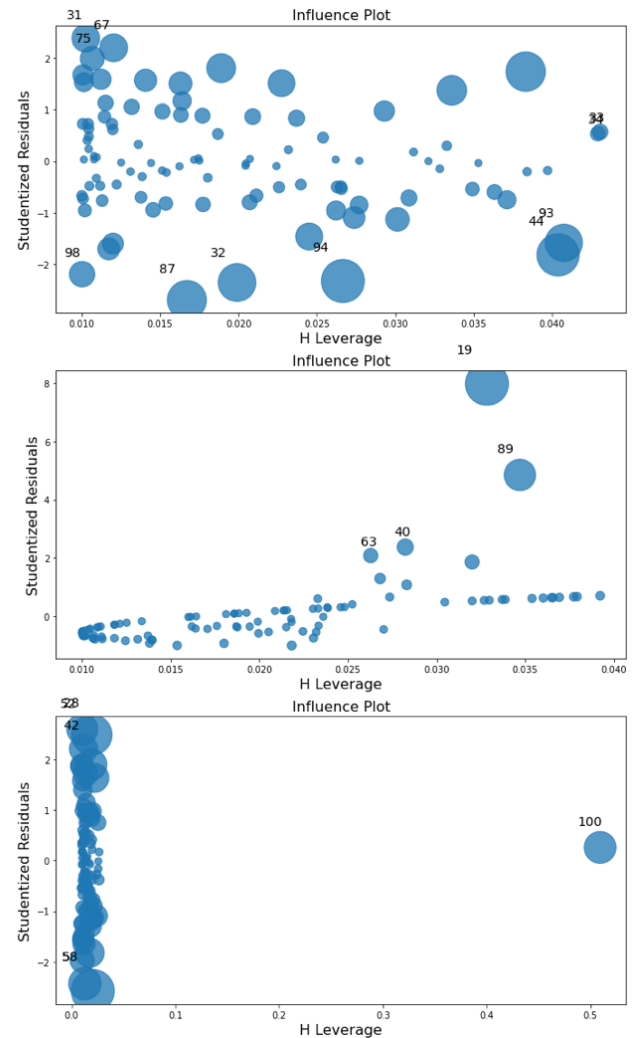 Influence Plot
31
67
75
33
34
93
44
98
87
32
94
Studentized Residuals
2
1
0
−1
−2
0.010 0.015 0.020 0.025 0.030 0.035 0.040
H Leverage
Influence Plot
19
89
63
40
Studentized Residuals
8
6
4
2
0
0.010 0.015 0.020 0.025 0.030 0.035 0.040
H Leverage
Influence Plot
28
42
100
58
Studentized Residuals
2
1
0
−1
−2
0.0 0.1 0.2 0.3 0.4 0.5
H Leverage